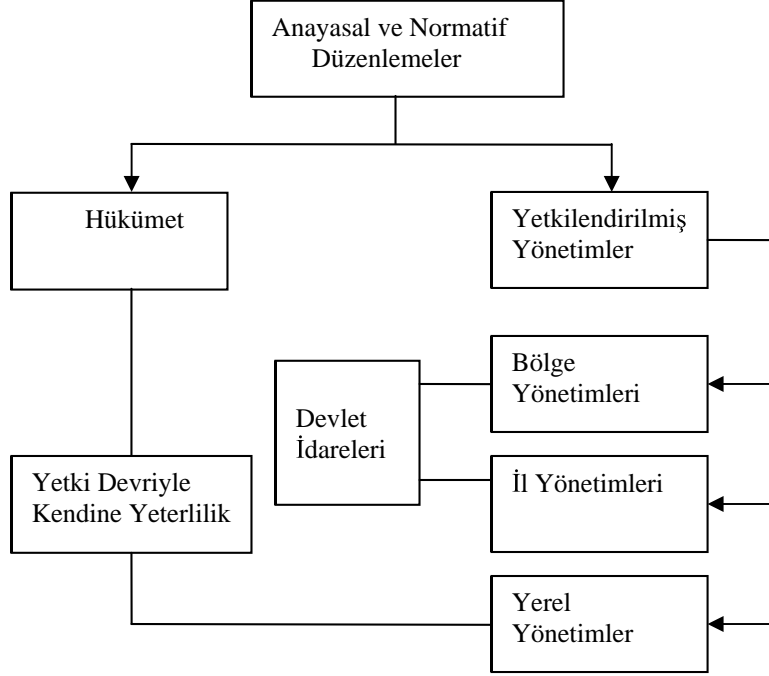 Anayasal ve Normatif
Düzenlemeler
Hükümet
Yetkilendirilmiş
Yönetimler
Bölge
Yönetimleri
Devlet
İdareleri
Yetki Devriyle
Kendine Yeterlilik
İl Yönetimleri
Yerel
Yönetimler